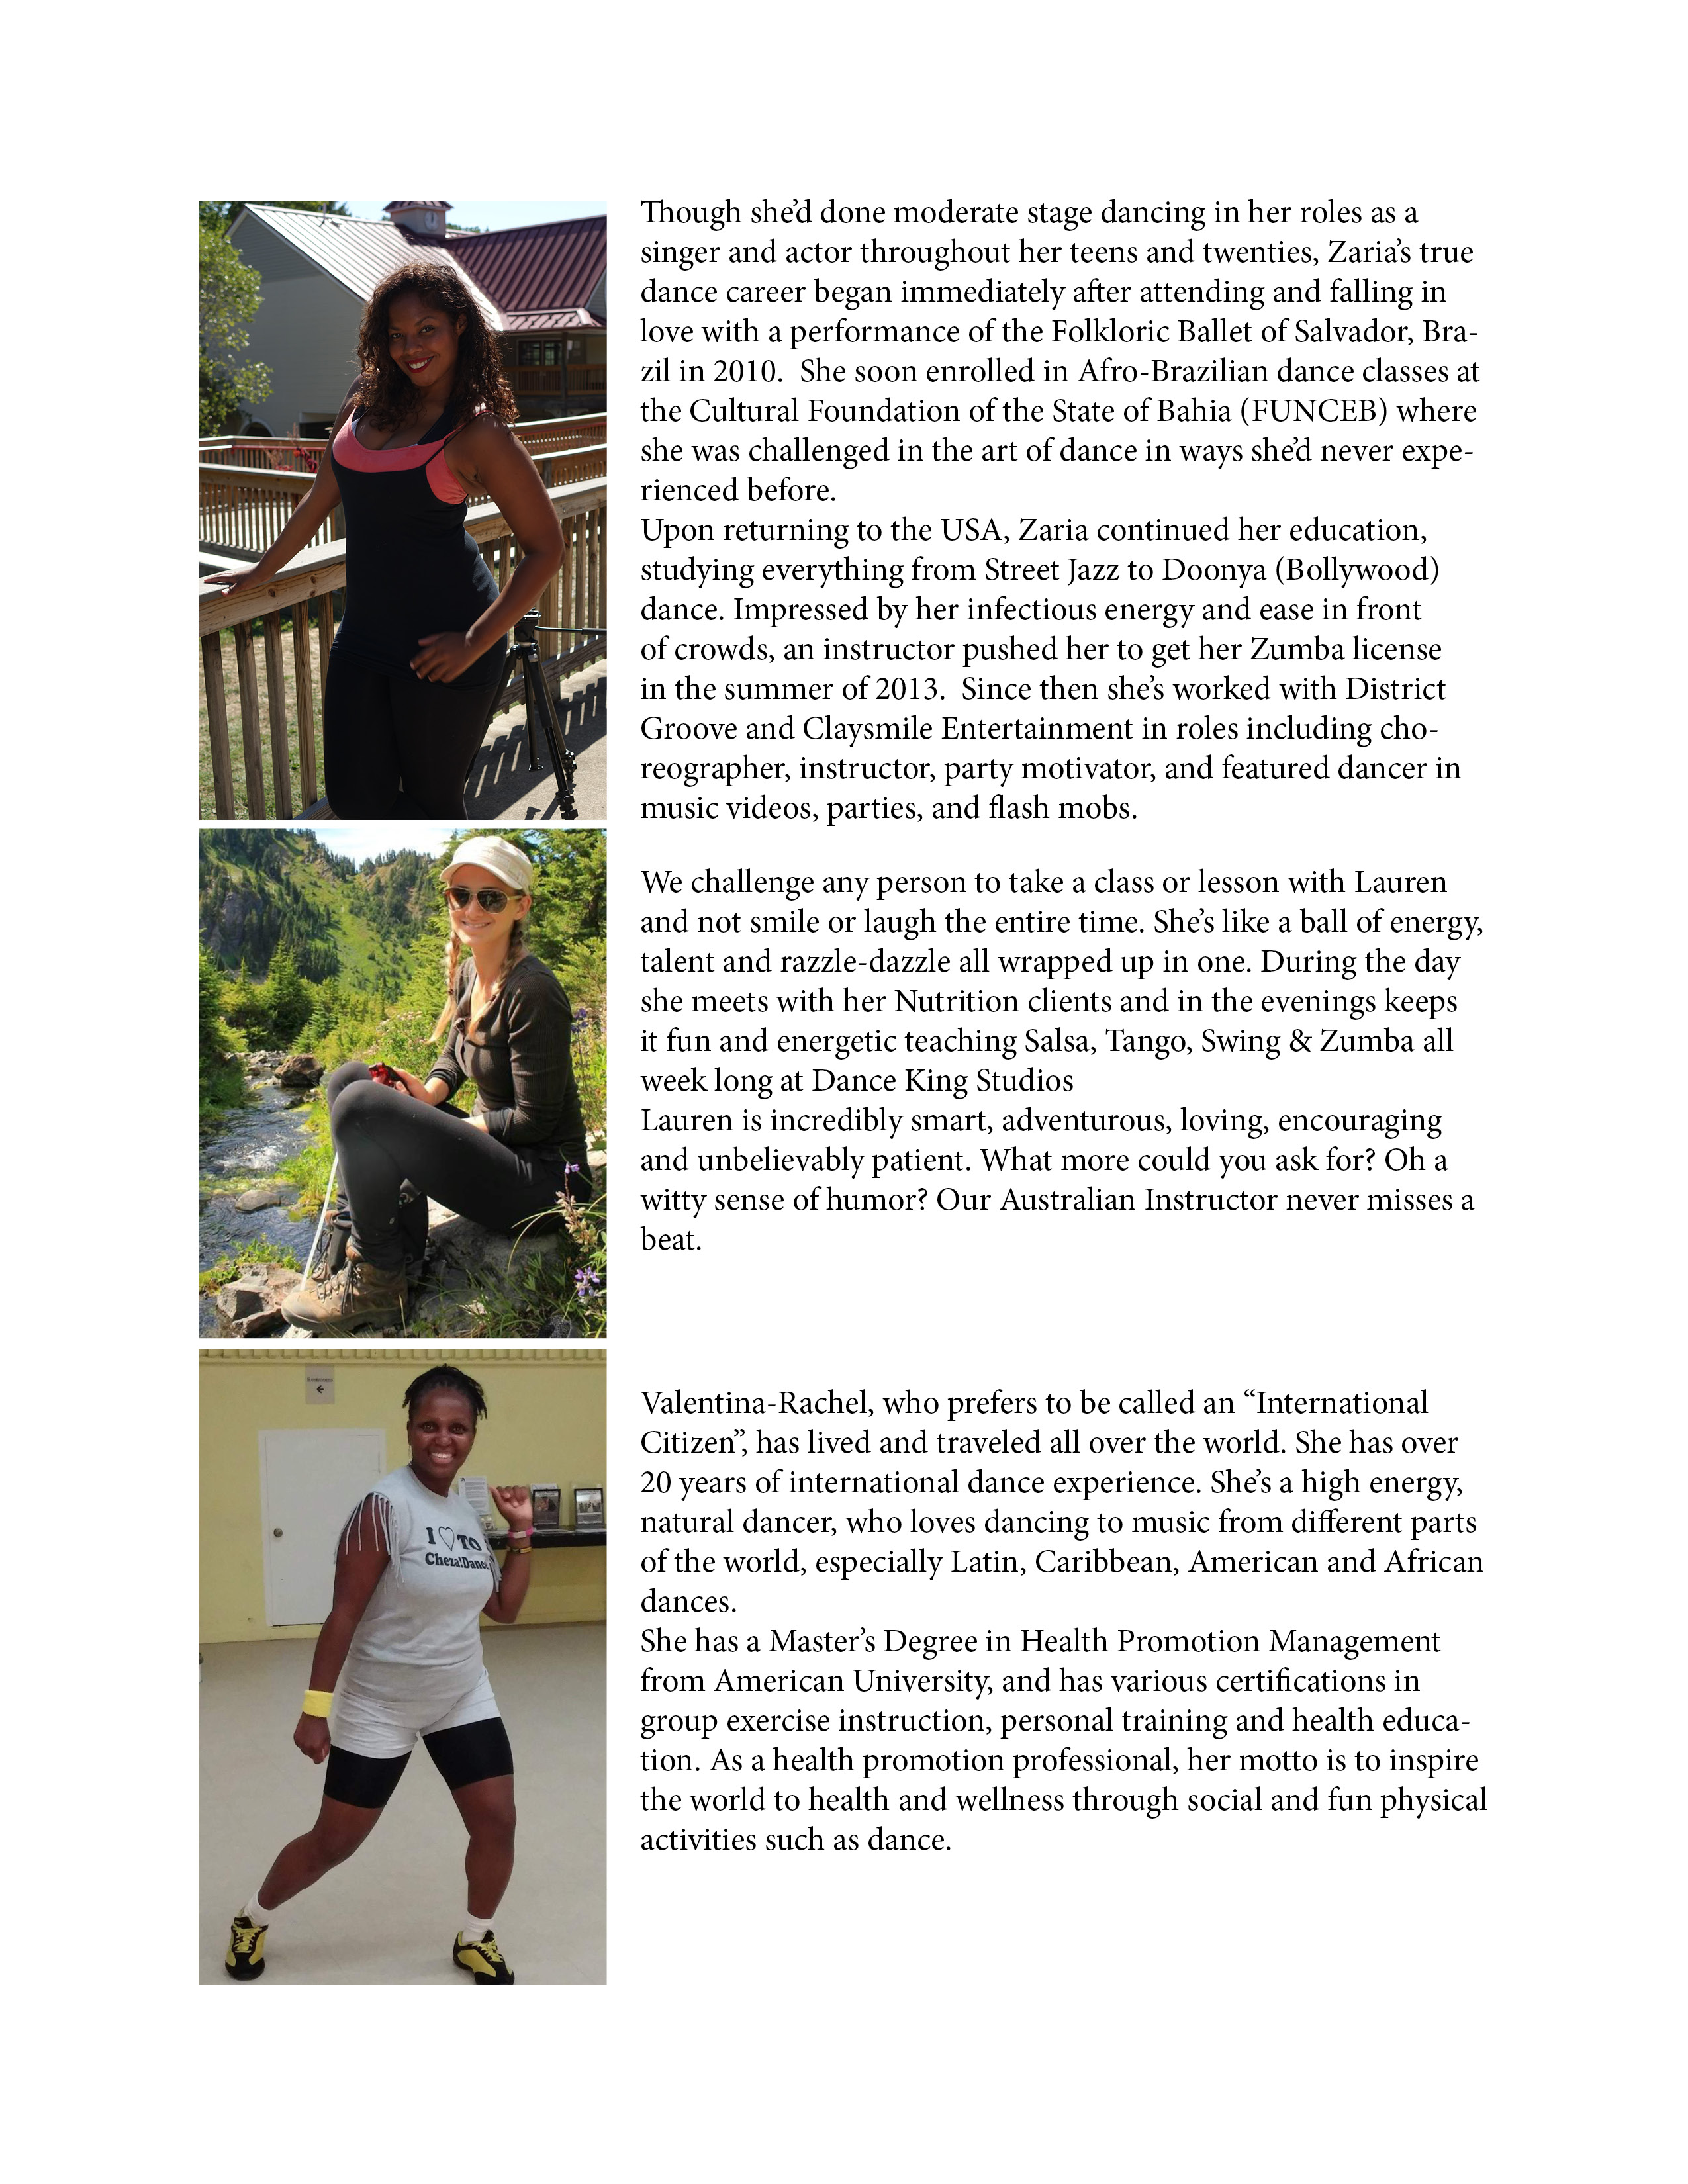 Though she’d done moderate stage dancing in her roles as a
singer and actor throughout her teens and twenties, Zaria’s true
dance career began immediately after attending and falling in
love with a performance of the Folkloric Ballet of Salvador, Bra-
zil in 2010.  She soon enrolled in Afro-Brazilian dance classes at
the Cultural Foundation of the State of Bahia (FUNCEB) where
she was challenged in the art of dance in ways she’d never expe-
rienced before.
Upon returning to the USA, Zaria continued her education,
studying everything from Street Jazz to Doonya (Bollywood)
dance. Impressed by her infectious energy and ease in front
of crowds, an instructor pushed her to get her Zumba license
in the summer of 2013.  Since then she’s worked with District
Groove and Claysmile Entertainment in roles including cho-
reographer, instructor, party motivator, and featured dancer in
music videos, parties, and flash mobs.
We challenge any person to take a class or lesson with Lauren
and not smile or laugh the entire time. She’s like a ball of energy,
talent and razzle-dazzle all wrapped up in one. During the day
she meets with her Nutrition clients and in the evenings keeps
it fun and energetic teaching Salsa, Tango, Swing & Zumba all
week long at Dance King Studios
Lauren is incredibly smart, adventurous, loving, encouraging
and unbelievably patient. What more could you ask for? Oh a
witty sense of humor? Our Australian Instructor never misses a
beat.
I ♡ TO
Cheza!Danc
Valentina-Rachel, who prefers to be called an “International
Citizen”, has lived and traveled all over the world. She has over
20 years of international dance experience. She’s a high energy,
natural dancer, who loves dancing to music from different parts
of the world, especially Latin, Caribbean, American and African
dances.
She has a Master’s Degree in Health Promotion Management
from American University, and has various certifications in
group exercise instruction, personal training and health educa-
tion. As a health promotion professional, her motto is to inspire
the world to health and wellness through social and fun physical
activities such as dance.